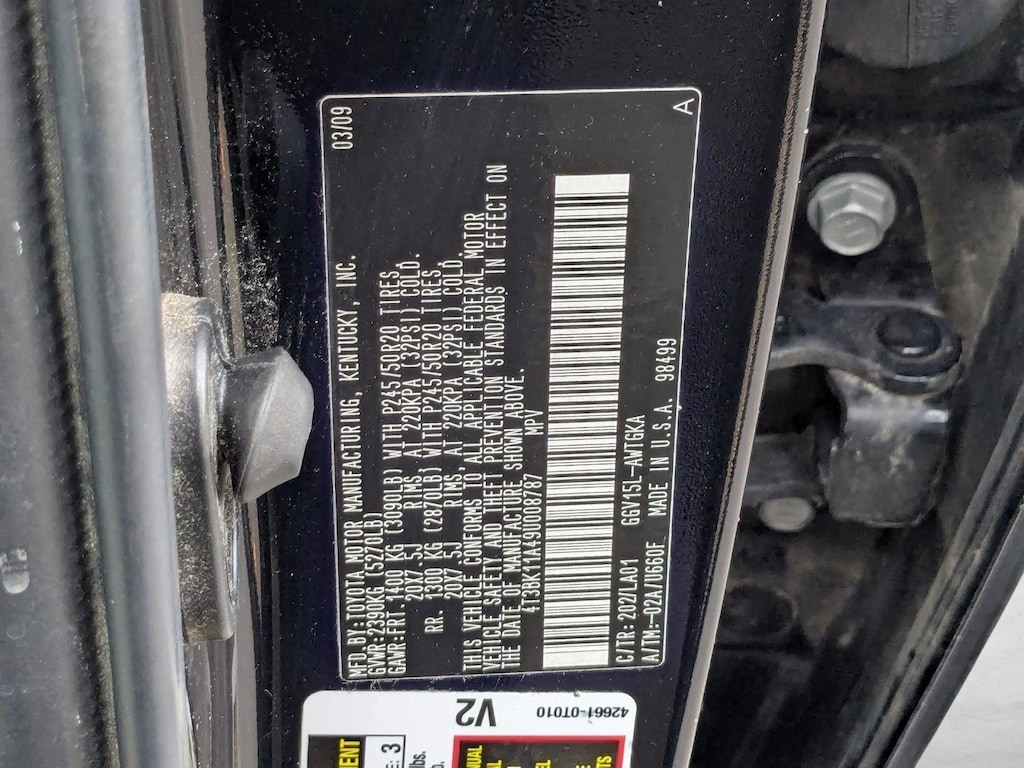 MFD. BY: TOYOTA MOTOR MANUFACTURING, KENTUCKY, INC. 03/09
GVWR 2390KG (5270LB)
GAWR: FRT. 1400 KG (3090LB) WITH P245/50R20 TIRES,
20X7.5J RIMS, AT 220KPA (32PSI) COLD.
RR. 1300 KG (2870LB) WITH P245/50R20 TIRES,
20X7.5J RIMS, AT 220KPA (32PSI) COLD.
THIS VEHICLE CONFORMS TO ALL APPLICABLE FEDERAL MOTOR
VEHICLE SAFETY AND THEFT PREVENTION STANDARDS IN EFFECT ON
THE DATE OF MANUFACTURE SHOWN ABOVE.
4T3BK11A49U008787 MPV
C/TR: 202/LA01 GGV15L-AWTGKA
A/TM:-02A/U660F MADE IN U.S.A. 98499 A
V2
42661-0T010
3
lbs.